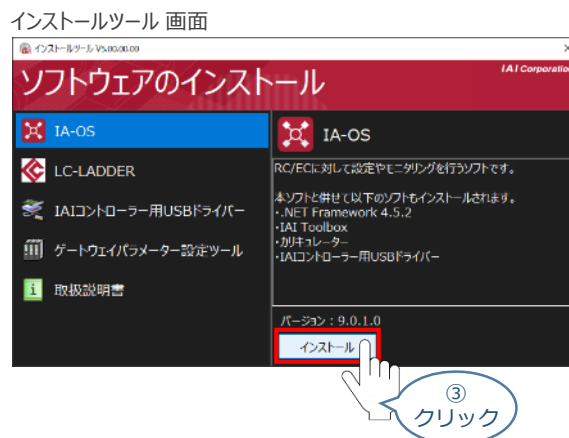 インストールツール 画面
インストールツール V5.00.00.00
ソフトウェアのインストール
IAI Corporation
IA-OS
LC-LADDER
IAIコントローラー用USBドライバー
ゲートウェイパラメーター設定ツール
取扱説明書
IA-OS
RC/ECに対して設定やモニタリングを行うソフトです。
本ソフトと併せて以下のソフトもインストールされます。
・.NET Framework 4.5.2
・IAI Toolbox
・カリキュレーター
・IAIコントローラー用USBドライバー
バージョン : 9.0.1.0
インストール
③
クリック